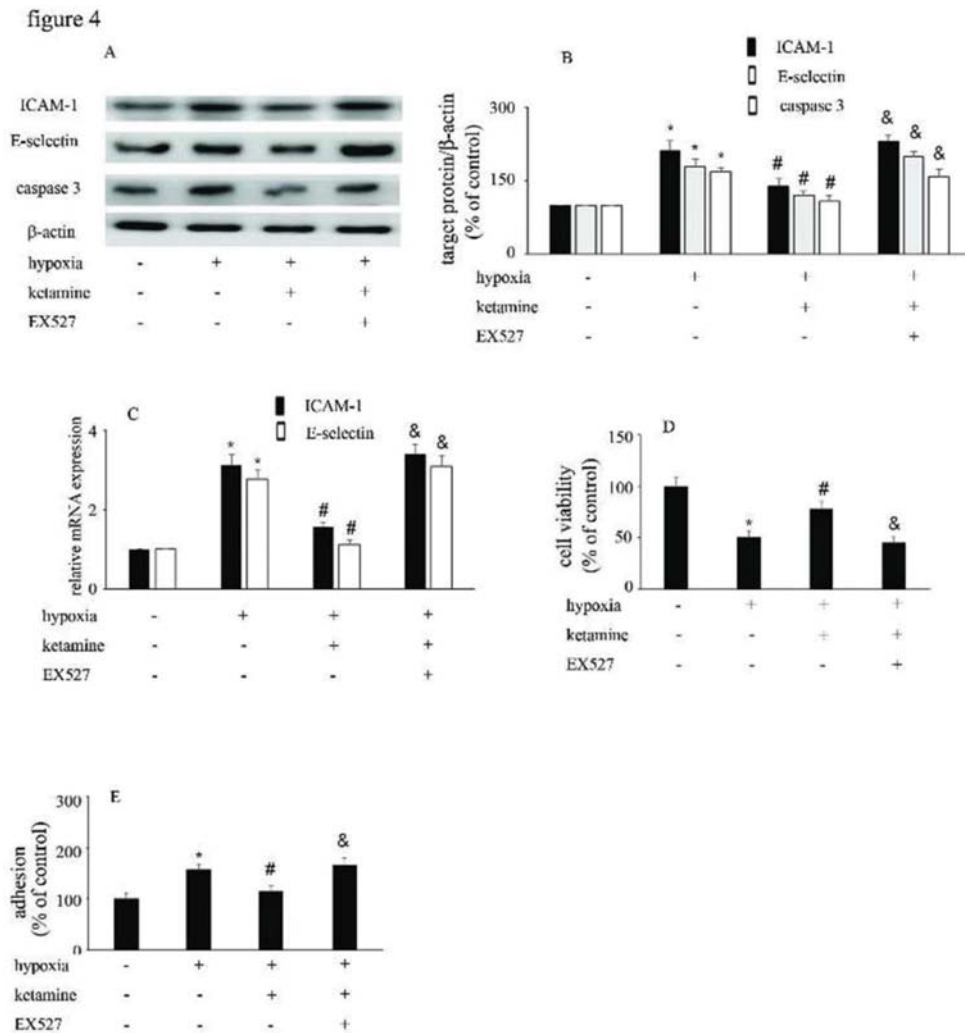 figure 4
A
ICAM-1
E-selectin
caspase 3
β-actin
hypoxia - + + +
ketamine - - + +
EX527 - - - +
B
ICAM-1
E-selectin
caspase 3
target protein/β-actin
(% of control)
300
150
0
* * *
# # #
& & &
hypoxia - + + +
ketamine - - + +
EX527 - - - +
C
ICAM-1
E-selectin
relative mRNA expression
4
2
0
* *
# #
& &
hypoxia - + + +
ketamine - - + +
EX527 - - - +
D
cell viability
(% of control)
150
100
50
0
*
#
&
hypoxia - + + +
ketamine - - + +
EX527 - - - +
E
adhesion
(% of control)
300
200
100
0
*
#
&
hypoxia - + + +
ketamine - - + +
EX527 - - - +